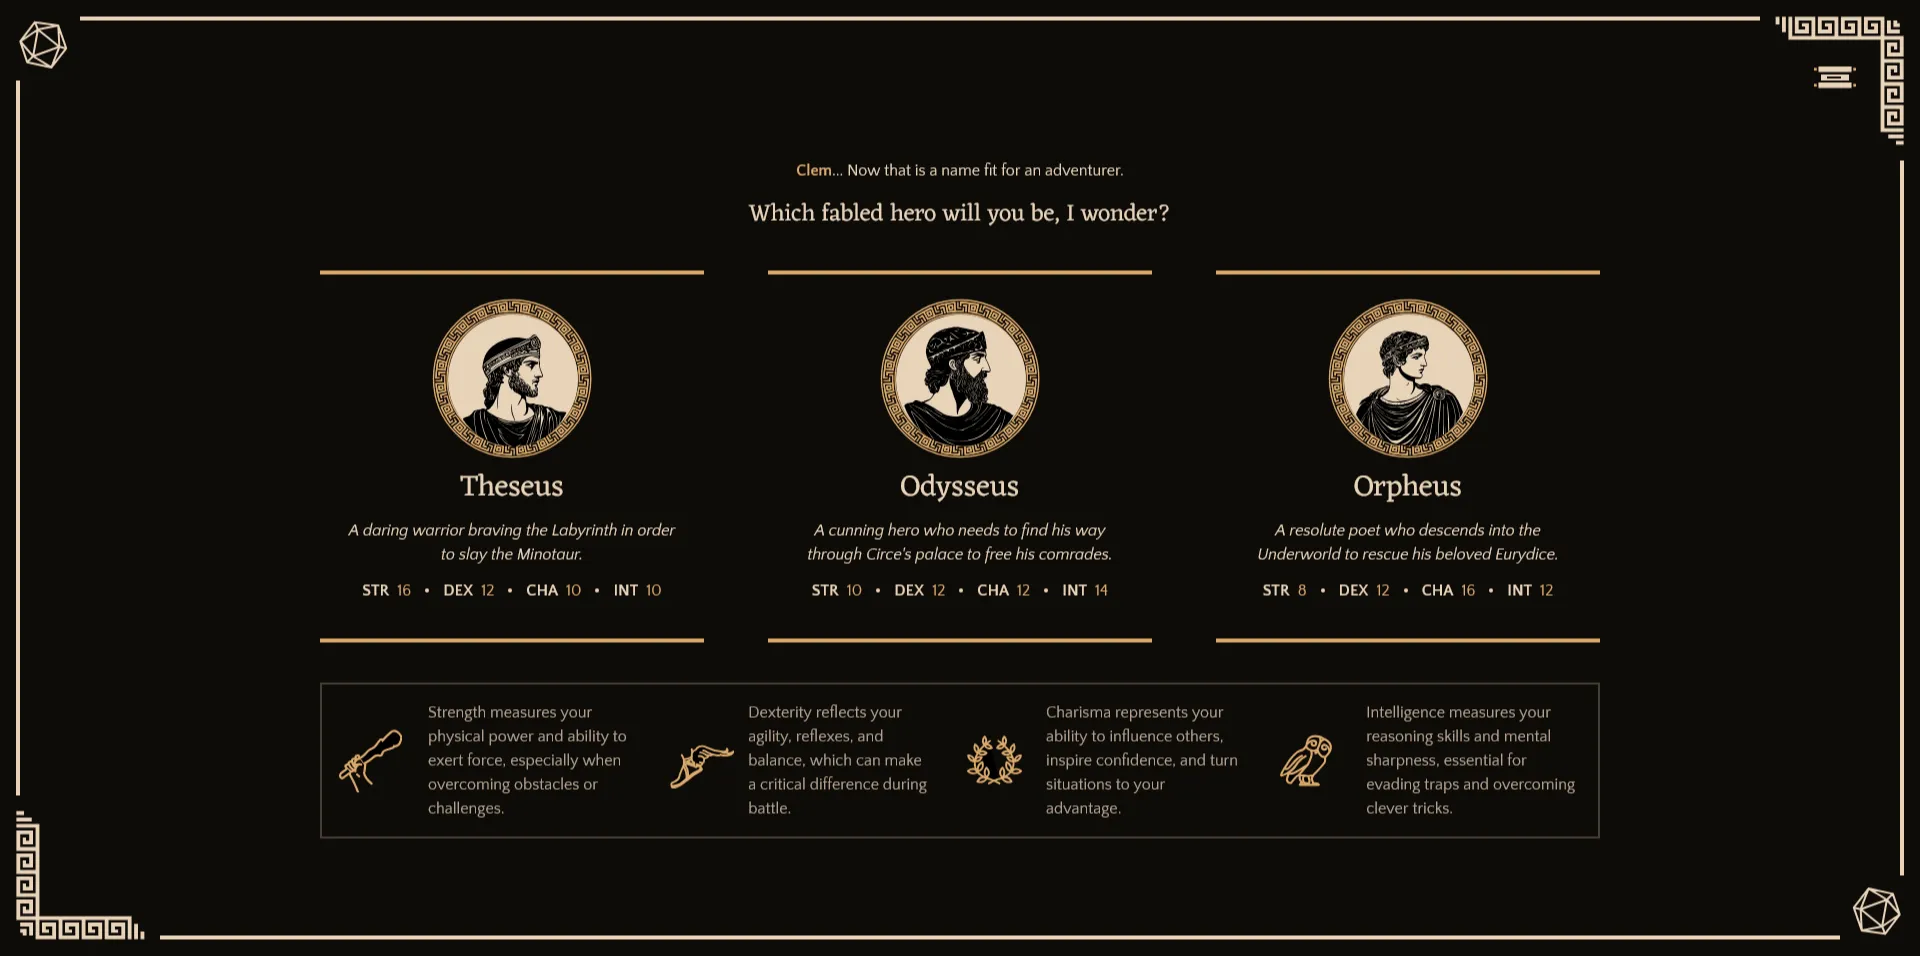 Clem... Now that is a name fit for an adventurer.
Which fabled hero will you be, I wonder?
Theseus
A daring warrior braving the Labyrinth in order
to slay the Minotaur.
STR 16 • DEX 12 • CHA 10 • INT 10
Odysseus
A cunning hero who needs to find his way
through Circe's palace to free his comrades.
STR 10 • DEX 12 • CHA 12 • INT 14
Orpheus
A resolute poet who descends into the
Underworld to rescue his beloved Eurydice.
STR 8 • DEX 12 • CHA 16 • INT 12
Strength measures your
physical power and ability to
exert force, especially when
overcoming obstacles or
challenges.
Dexterity reflects your
agility, reflexes, and
balance, which can make
a critical difference during
battle.
Charisma represents your
ability to influence others,
inspire confidence, and turn
situations to your
advantage.
Intelligence measures your
reasoning skills and mental
sharpness, essential for
evading traps and overcoming
clever tricks.